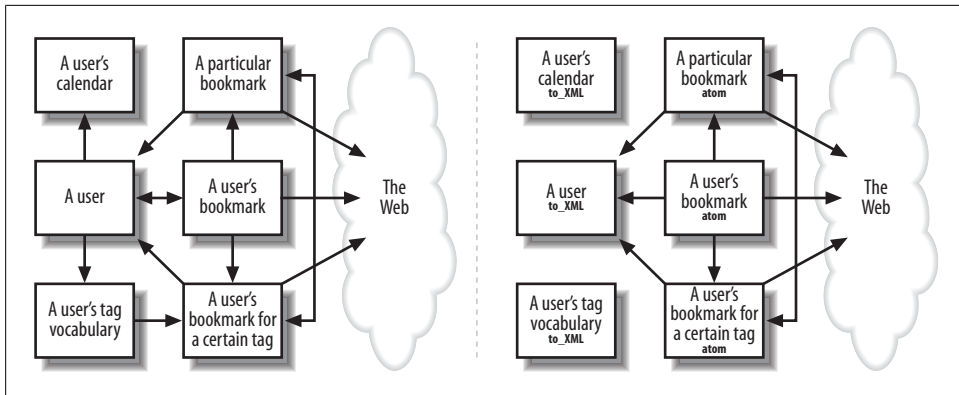 A user's
calendar
A particular
bookmark
A user
A user's
bookmark
The
Web
A user's tag
vocabulary
A user's
bookmark for
a certain tag
A user's
calendar
to_XML
A particular
bookmark
atom
A user
to_XML
A user's
bookmark
atom
The
Web
A user's tag
vocabulary
to_XML
A user's
bookmark for
a certain tag
atom